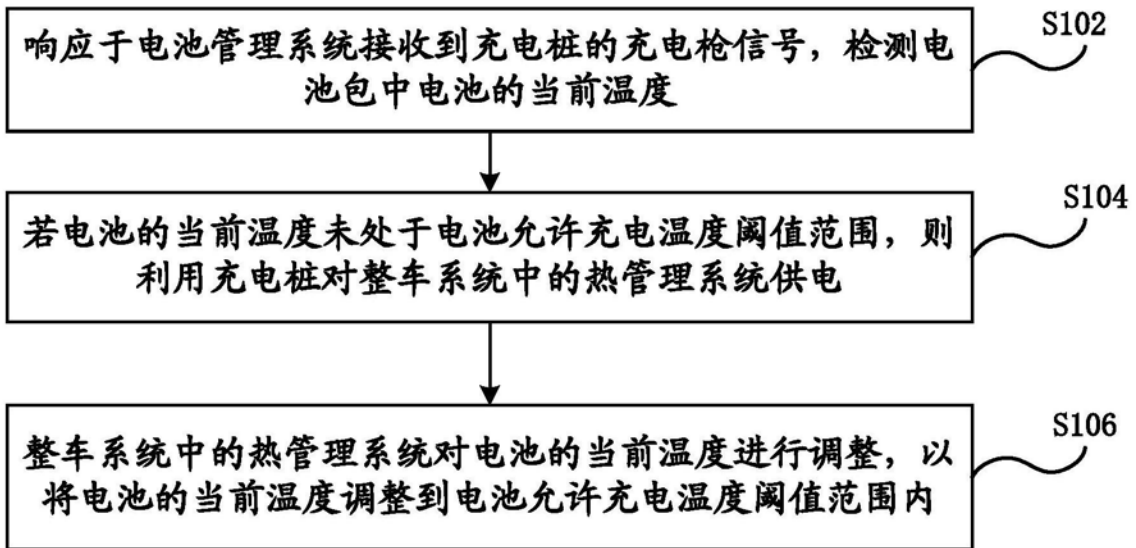 响应于电池管理系统接收到充电桩的充电枪信号，检测电
池包中电池的当前温度
S102
若电池的当前温度未处于电池允许充电温度阈值范围，则
利用充电桩对整车系统中的热管理系统供电
S104
整车系统中的热管理系统对电池的当前温度进行调整，以
将电池的当前温度调整到电池允许充电温度阈值范围内
S106